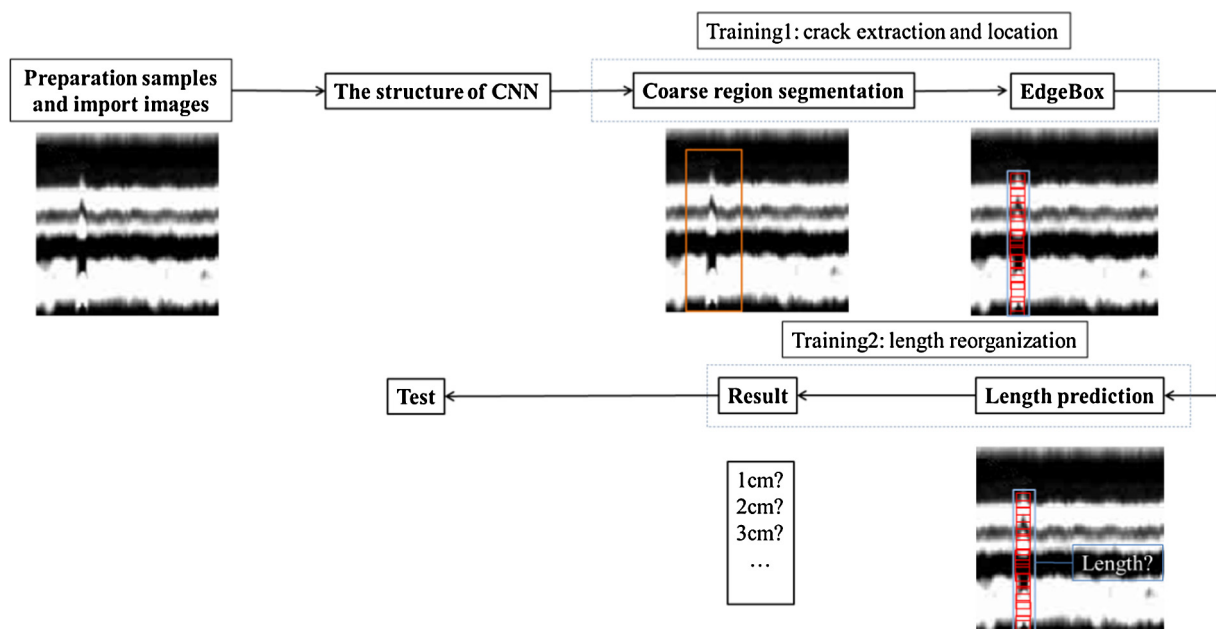 Training1: crack extraction and location
Preparation samples
and import images
The structure of CNN
Coarse region segmentation
EdgeBox
Training2: length reorganization
Test
Result
Length prediction
1cm?
2cm?
3cm?
...
Length?